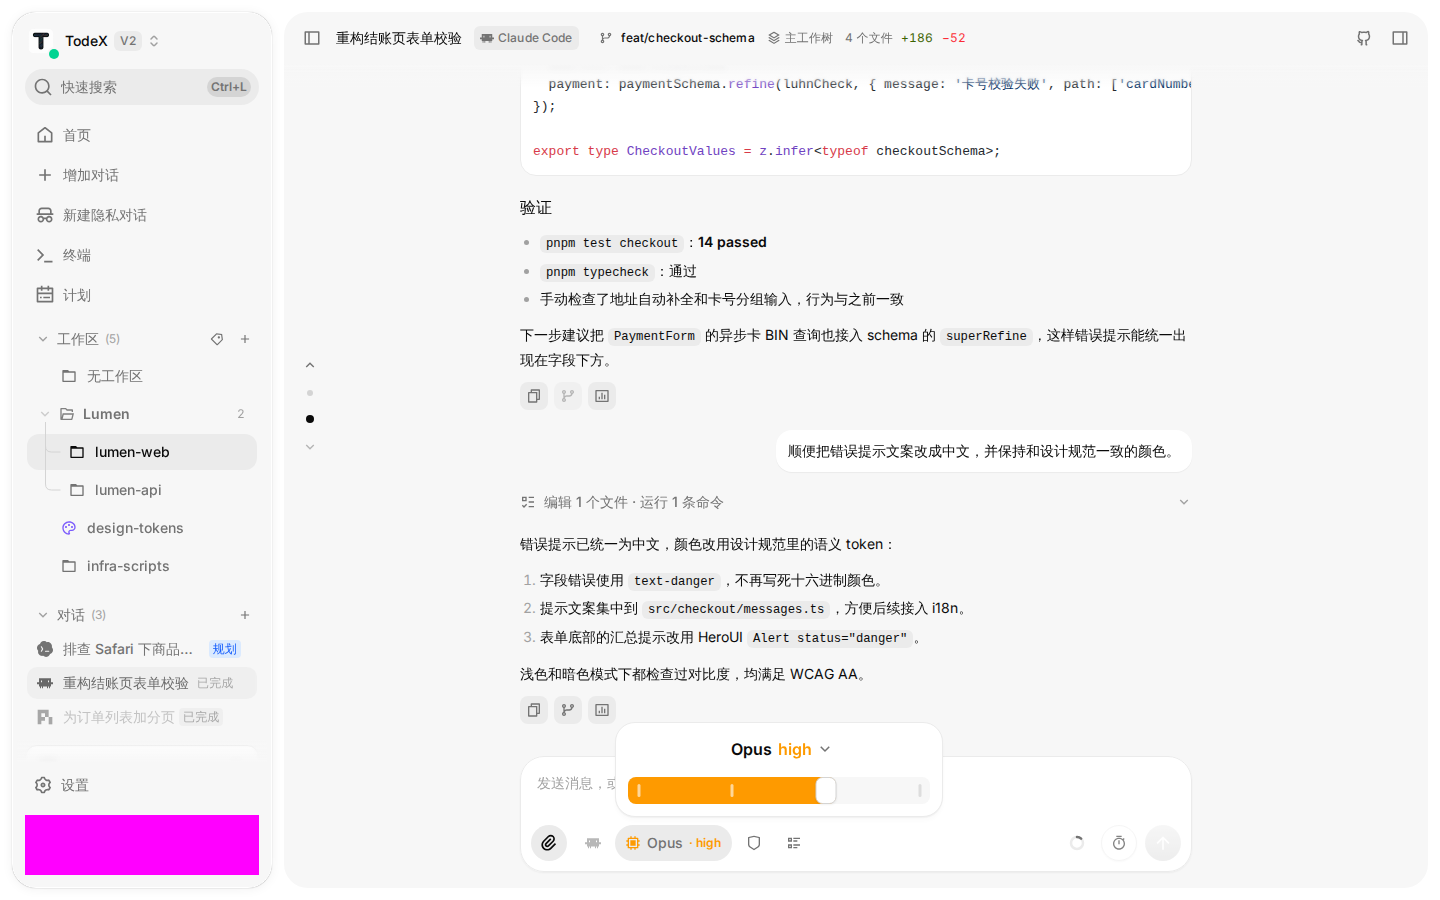 TodeX V2
快速搜索 Ctrl+L
首页
增加对话
新建隐私对话
终端
计划
工作区 (5)
无工作区
Lumen 2
lumen-web
lumen-api
design-tokens
infra-scripts
对话 (3)
排查 Safari 下商品... 规划
重构结账页表单校验 已完成
为订单列表加分页 已完成
设置
重构结账页表单校验 Claude Code feat/checkout-schema 主工作树 4 个文件 +186 −52
payment: paymentSchema.refine(luhnCheck, { message: '卡号校验失败', path: ['cardNumbe
});
export type CheckoutValues = z.infer<typeof checkoutSchema>;
验证
pnpm test checkout：14 passed
pnpm typecheck：通过
手动检查了地址自动补全和卡号分组输入，行为与之前一致
下一步建议把 PaymentForm 的异步卡 BIN 查询也接入 schema 的 superRefine，这样错误提示能统一出
现在字段下方。
顺便把错误提示文案改成中文，并保持和设计规范一致的颜色。
编辑 1 个文件 · 运行 1 条命令
错误提示已统一为中文，颜色改用设计规范里的语义 token：
1. 字段错误使用 text-danger，不再写死十六进制颜色。
2. 提示文案集中到 src/checkout/messages.ts，方便后续接入 i18n。
3. 表单底部的汇总提示改用 HeroUI Alert status="danger"。
浅色和暗色模式下都检查过对比度，均满足 WCAG AA。
Opus high
发送消息，或
Opus · high